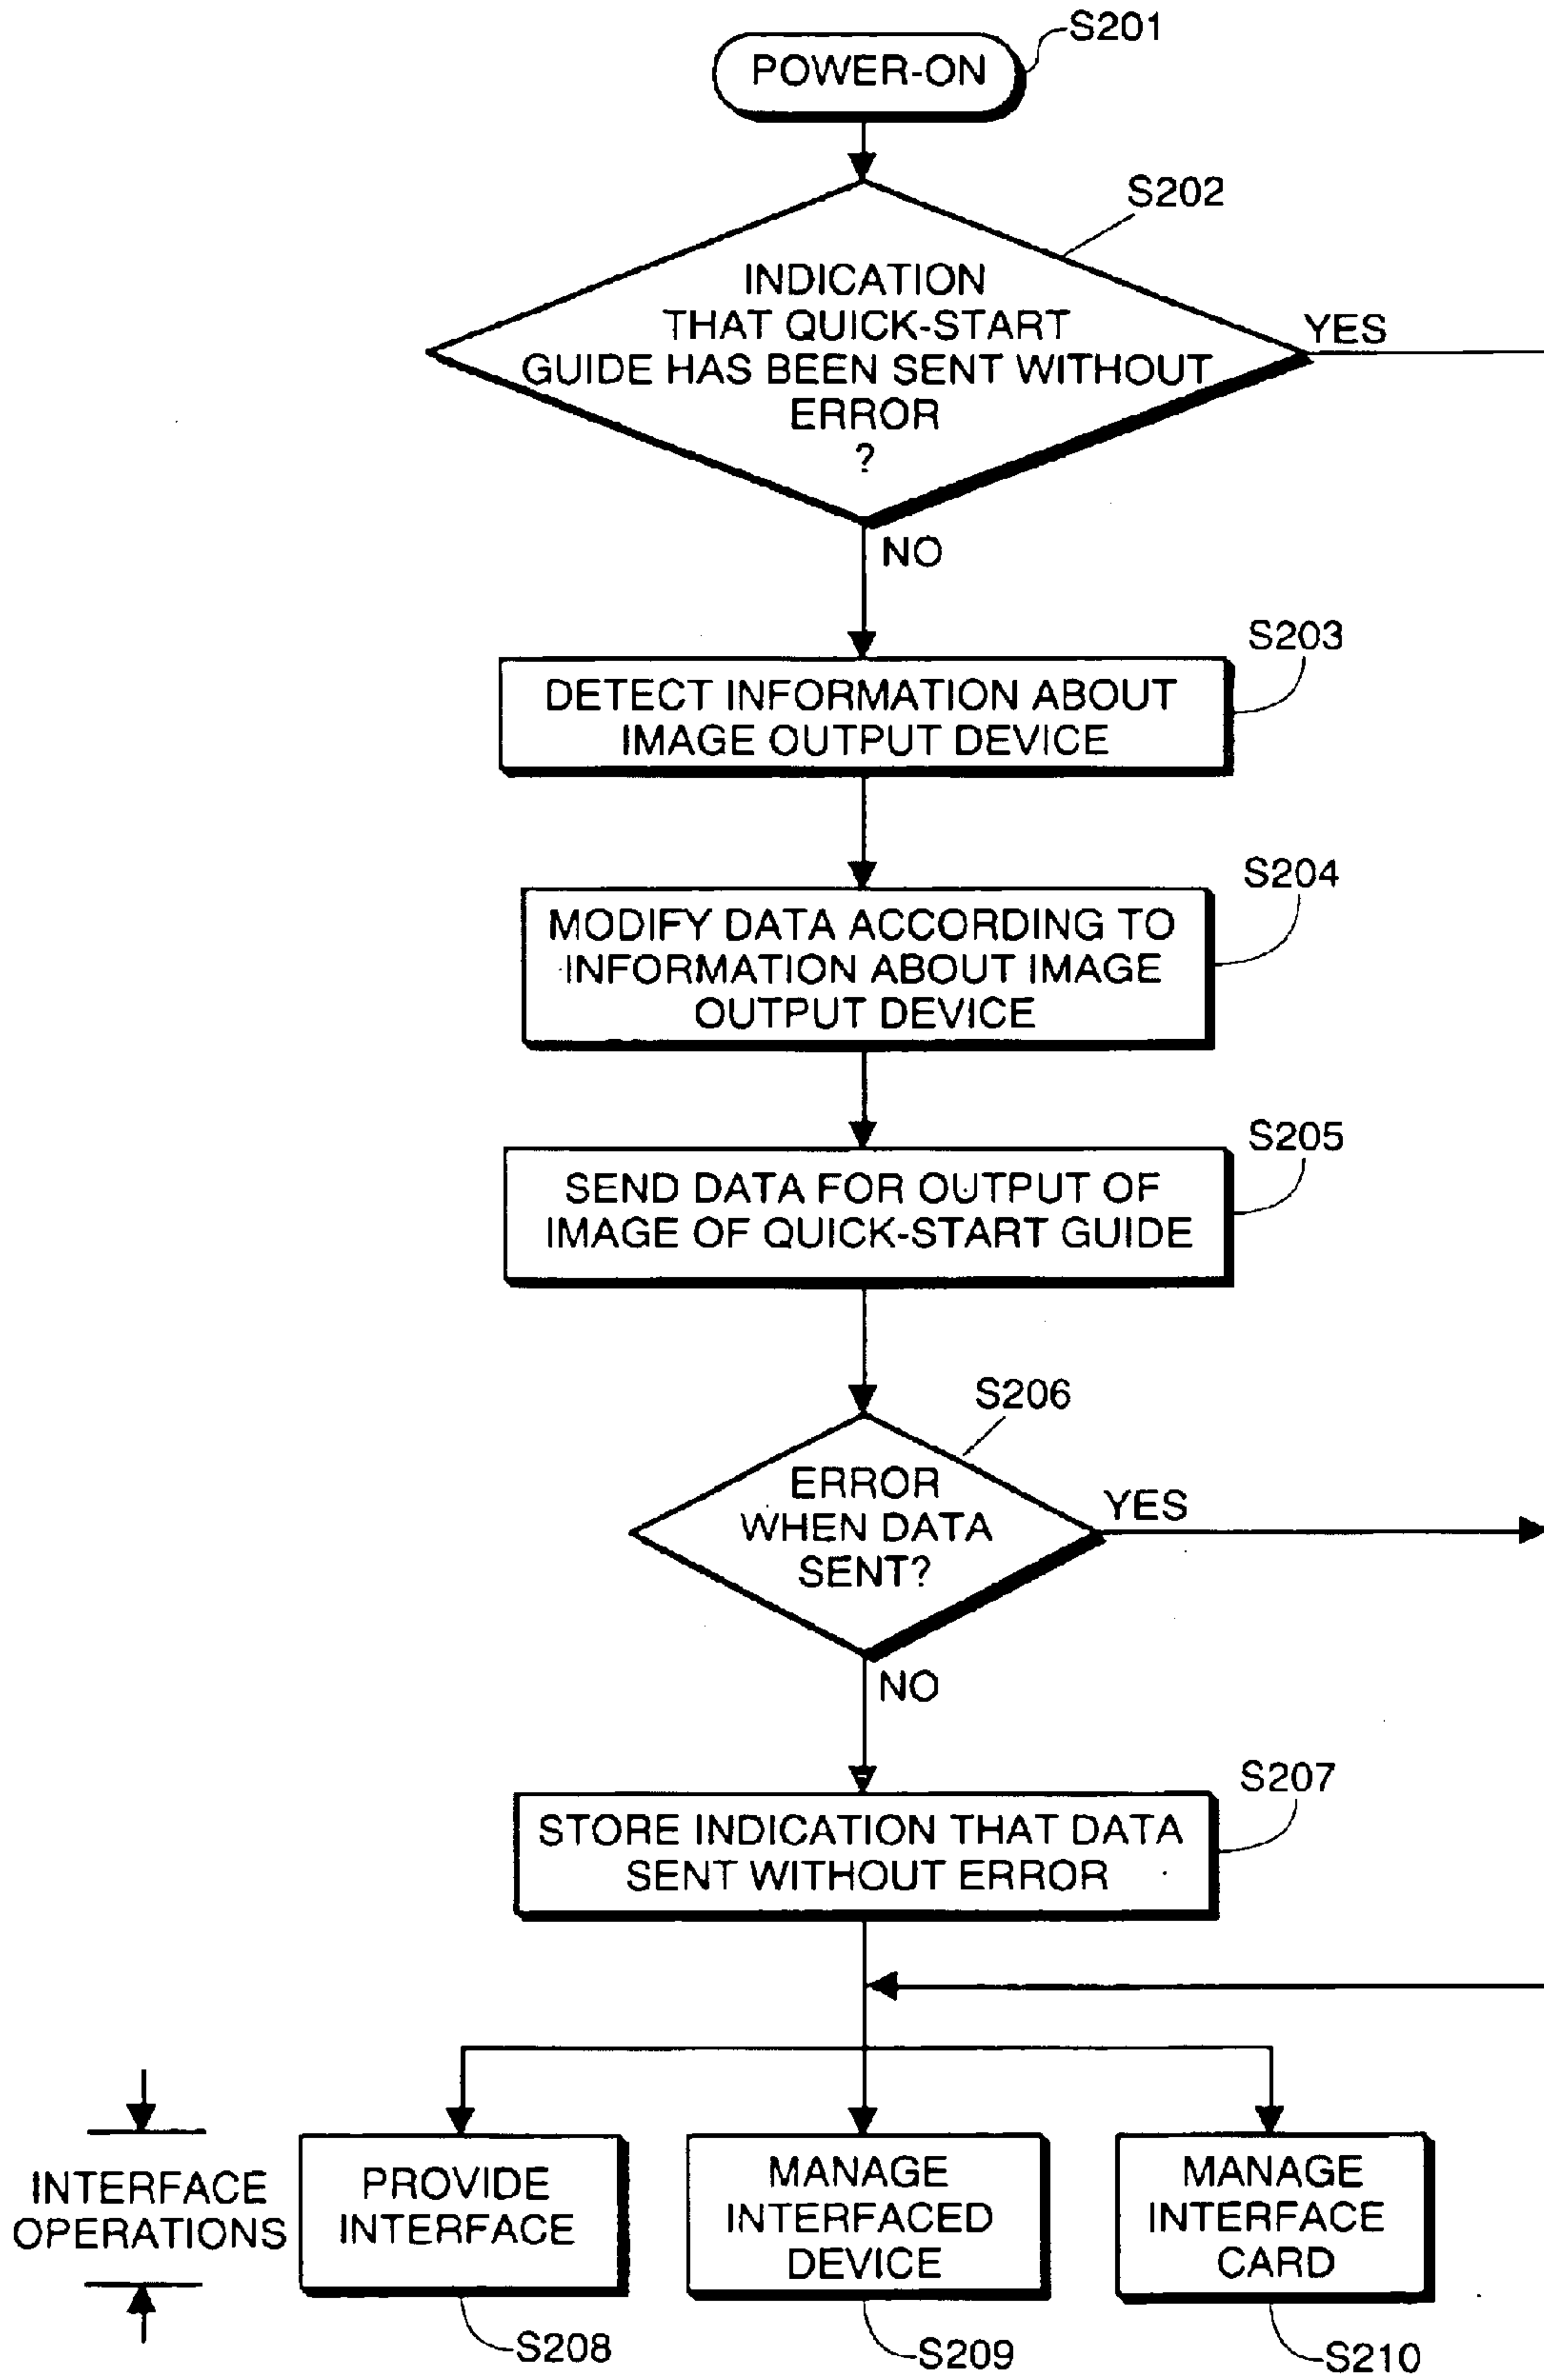 S201
POWER-ON
S202
INDICATION
THAT QUICK-START
GUIDE HAS BEEN SENT WITHOUT
ERROR
?
YES
NO
S203
DETECT INFORMATION ABOUT
IMAGE OUTPUT DEVICE
S204
MODIFY DATA ACCORDING TO
INFORMATION ABOUT IMAGE
OUTPUT DEVICE
S205
SEND DATA FOR OUTPUT OF
IMAGE OF QUICK-START GUIDE
S206
ERROR
WHEN DATA
SENT?
YES
NO
S207
STORE INDICATION THAT DATA
SENT WITHOUT ERROR
INTERFACE
OPERATIONS
PROVIDE
INTERFACE
MANAGE
INTERFACED
DEVICE
MANAGE
INTERFACE
CARD
S208
S209
S210